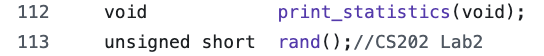 112 void print_statistics(void);
113 unsigned short rand();//CS202 Lab2